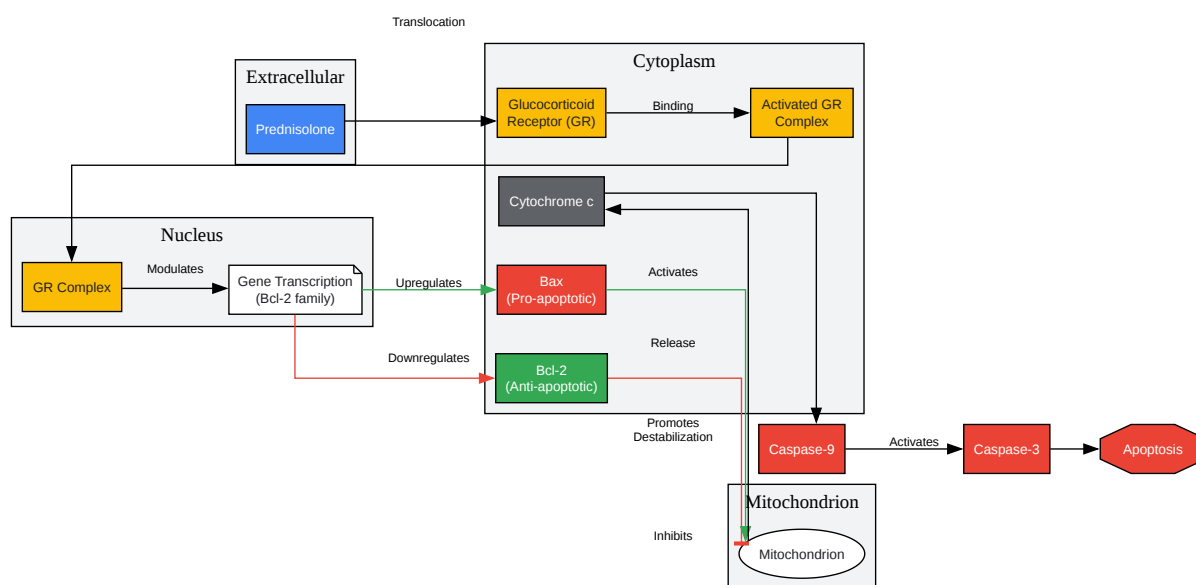 Translocation
Extracellular
Cytoplasm
Prednisolone
Glucocorticoid
Receptor (GR)
Binding
Activated GR
Complex
Cytochrome c
Nucleus
GR Complex
Modulates
Gene Transcription
(Bcl-2 family)
Upregulates
Bax
(Pro-apoptotic)
Activates
Release
Downregulates
Bcl-2
(Anti-apoptotic)
Promotes
Destabilization
Caspase-9
Activates
Caspase-3
Apoptosis
Mitochondrion
Inhibits
Mitochondrion